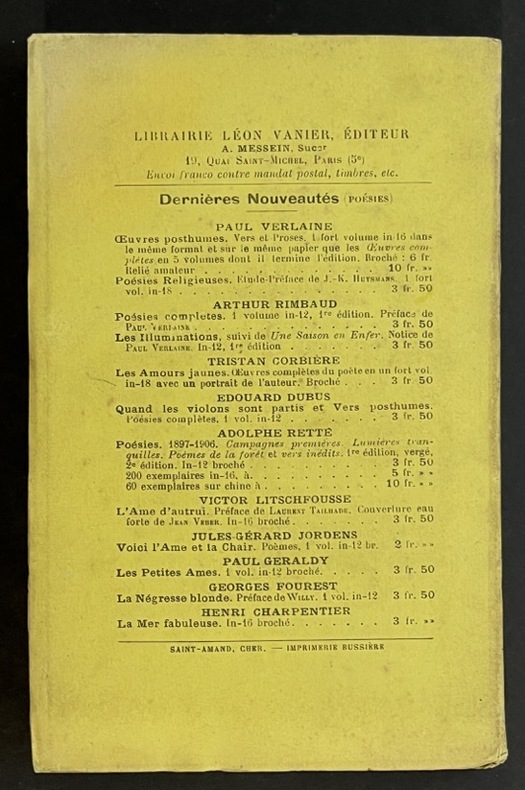 LIBRAIRIE LÉON VANIER, ÉDITEUR
A. MESSEIN, Sucr
19, QUAI SAINT-MICHEL, PARIS (5e)
Envoi franco contre mandat postal, timbres, etc.
Dernières Nouveautés (POÉSIES)
PAUL VERLAINE
Œuvres posthumes. Vers et Proses. 1 fort volume in-16 dans
le même format et sur le même papier que les Œuvres com-
plètes en 5 volumes dont il termine l'édition. Broché : 6 fr.
Relié amateur . . . . . . . . . . . . 10 fr. »»
Poésies Religieuses. Etude-Préface de J.-K. HUYSMANS. 1 fort
vol. in-18 . . . . . . . . . . . . . 3 fr. 50
ARTHUR RIMBAUD
Poésies complètes. 1 volume in-12, 1re édition. Préface de
PAUL VERLAINE . . . . . . . . . . . . 3 fr. 50
Les Illuminations, suivi de Une Saison en Enfer. Notice de
PAUL VERLAINE. In-12, 1re édition . . . . . . 3 fr. 50
TRISTAN CORBIÈRE
Les Amours jaunes. Œuvres complètes du poète en un fort vol.
in-18 avec un portrait de l'auteur. Broché . . . 3 fr. 50
EDOUARD DUBUS
Quand les violons sont partis et Vers posthumes.
Poésies complètes. 1 vol. in-12 . . . . . . . 3 fr. 50
ADOLPHE RETTÉ
Poésies. 1897-1906. Campagnes premières. Lumières tran-
quilles. Poèmes de la forêt et vers inédits. 1re édition, vergé,
2e édition. In-12 broché . . . . . . . . . 3 fr. 50
200 exemplaires in-16, à. . . . . . . . . . 5 fr. » »
60 exemplaires sur chine à . . . . . . . . . 10 fr. » »
VICTOR LITSCHFOUSSE
L'Ame d'autrui. Préface de LAURENT TAILHADE. Couverture eau
forte de JEAN VEBER. In-16 broché. . . . . . 3 fr. 50
JULES-GÉRARD JORDENS
Voici l'Ame et la Chair. Poèmes. 1 vol. in-12 br. 2 fr. »»
PAUL GERALDY
Les Petites Ames. 1 vol. in-12 broché. . . . . 3 fr. 50
GEORGES FOUREST
La Négresse blonde. Préface de WILLY. 1 vol. in-12 3 fr. 50
HENRI CHARPENTIER
La Mer fabuleuse. In-16 broché. . . . . . . 3 fr. »»
SAINT-AMAND, CHER. — IMPRIMERIE BUSSIÈRE